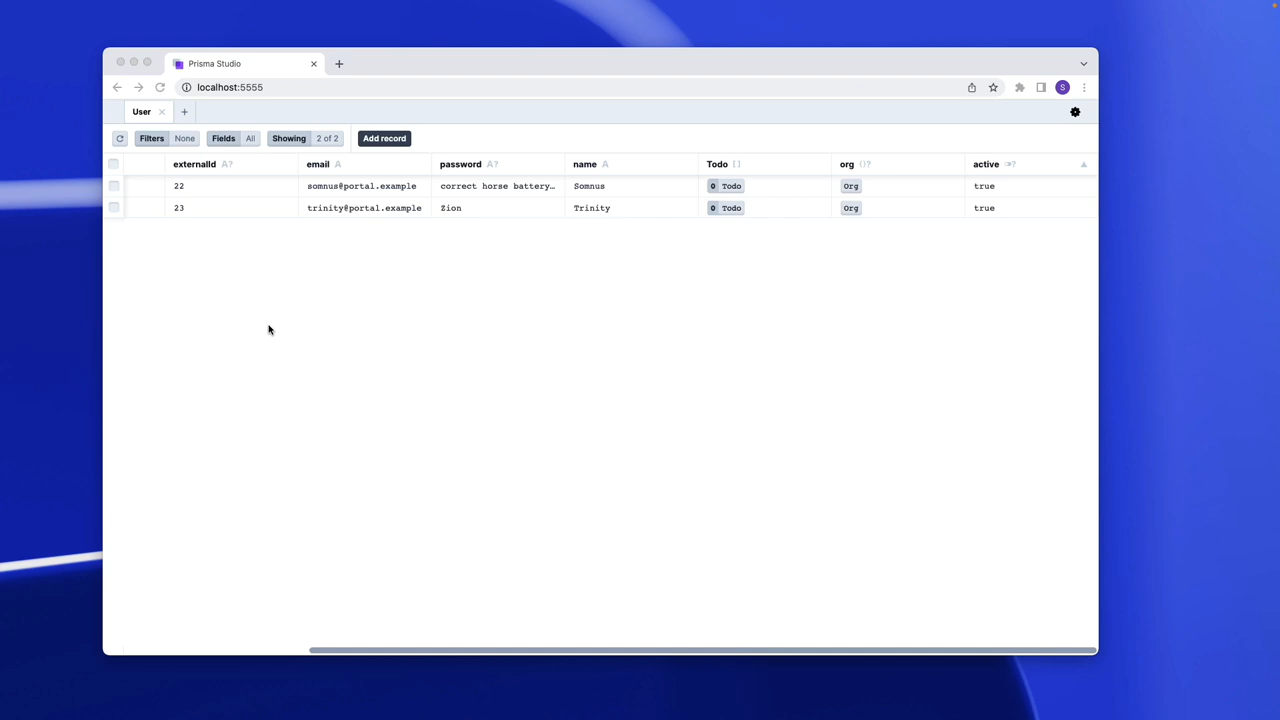 Prisma Studio
localhost:5555
S
User
Filters None Fields All Showing 2 of 2 Add record
externalId A? email A password A? name A Todo [] org {}? active
22 somnus@portal.example correct horse battery… Somnus 0 Todo Org true
23 trinity@portal.example Zion Trinity 0 Todo Org true